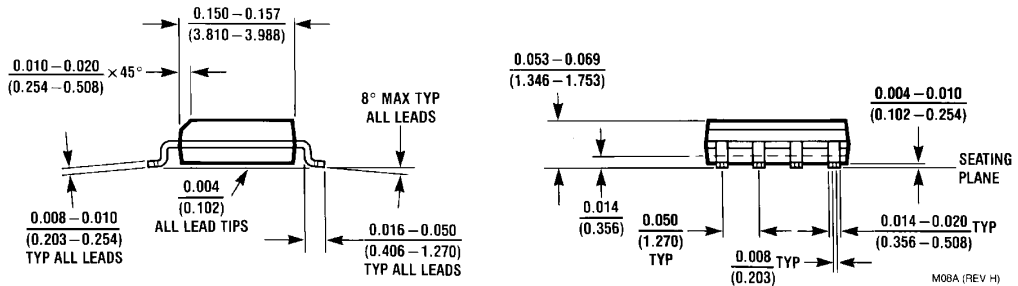 0.150 – 0.157
(3.810 – 3.988)
0.010 – 0.020
(0.254 – 0.508)
× 45°
8° MAX TYP
ALL LEADS
0.004
(0.102)
ALL LEAD TIPS
0.008 – 0.010
(0.203 – 0.254)
TYP ALL LEADS
0.016 – 0.050
(0.406 – 1.270)
TYP ALL LEADS
0.053 – 0.069
(1.346 – 1.753)
0.004 – 0.010
(0.102 – 0.254)
SEATING
PLANE
0.014
(0.356)
0.050
(1.270)
TYP
0.014 – 0.020 TYP
(0.356 – 0.508)
0.008 TYP
(0.203)
M08A (REV H)